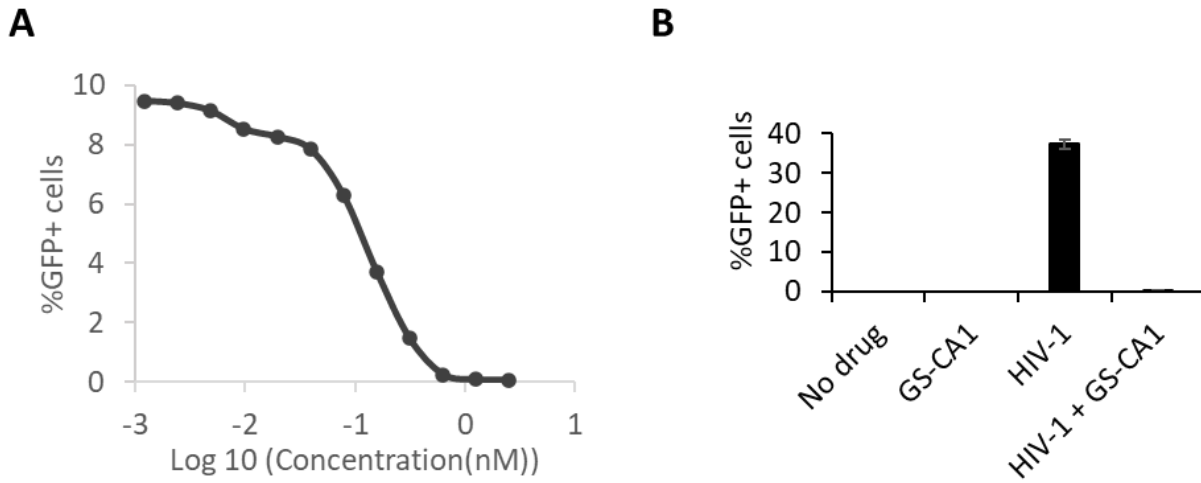 A
%GFP+ cells
10
8
6
4
2
0
-3 -2 -1 0 1
Log 10 (Concentration(nM))
B
%GFP+ cells
40
30
20
10
0
No drug
GS-CA1
HIV-1
HIV-1 + GS-CA1